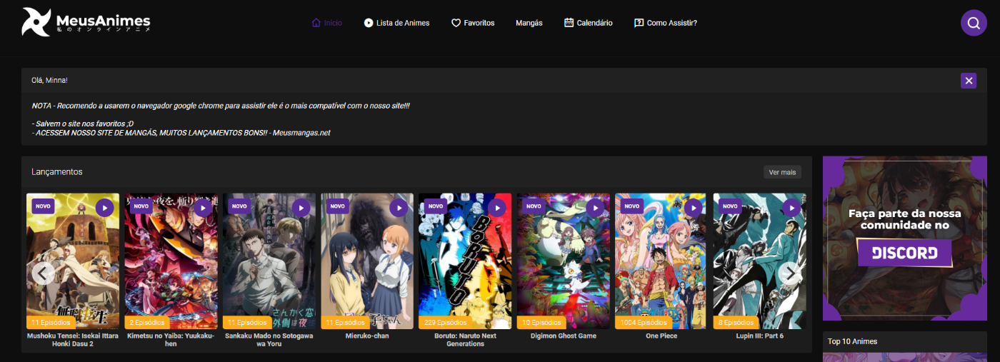 MeusAnimes
私のオンラインアニメ
Início
Lista de Animes
Favoritos
Mangás
Calendário
Como Assistir?
Olá, Minna!
NOTA - Recomendo a usarem o navegador google chrome para assistir ele é o mais compatível com o nosso site!!!
- Salvem o site nos favoritos ;D
- ACESSEM NOSSO SITE DE MANGÁS, MUITOS LANÇAMENTOS BONS!! - Meusmangas.net
Lançamentos
Ver mais
NOVO
NOVO
NOVO
NOVO
NOVO
NOVO
NOVO
NOVO
BORUTO
さんかく窓の
外側は夜
11 Episódios
2 Episódios
11 Episódios
11 Episódios
229 Episódios
10 Episódios
1004 Episódios
8 Episódios
Mushoku Tensei: Isekai Ittara
Honki Dasu 2
Kimetsu no Yaiba: Yuukaku-
hen
Sankaku Mado no Sotogawa
wa Yoru
Mieruko-chan
Boruto: Naruto Next
Generations
Digimon Ghost Game
One Piece
Lupin III: Part 6
Faça parte da nossa
comunidade no
DISCORD
Top 10 Animes